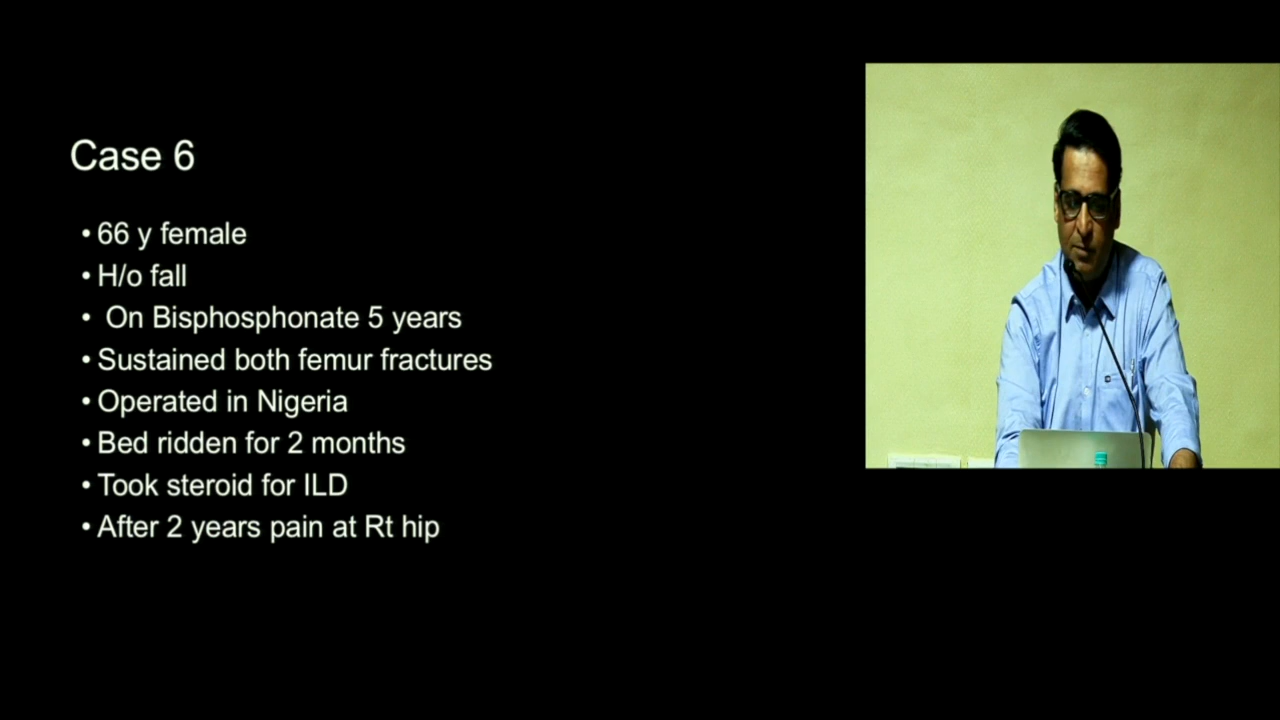 Case 6
• 66 y female
• H/o fall
• On Bisphosphonate 5 years
• Sustained both femur fractures
• Operated in Nigeria
• Bed ridden for 2 months
• Took steroid for ILD
• After 2 years pain at Rt hip